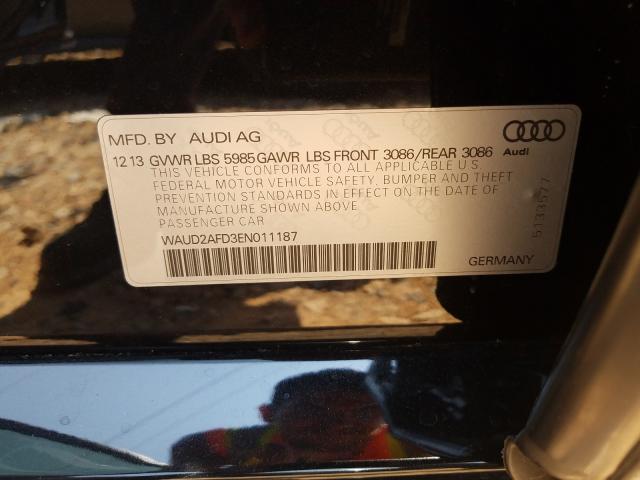 MFD. BY AUDI AG
Audi
12 13 GVWR LBS 5985 GAWR LBS FRONT 3086/REAR 3086
THIS VEHICLE CONFORMS TO ALL APPLICABLE U.S
FEDERAL MOTOR VEHICLE SAFETY, BUMPER AND THEFT
PREVENTION STANDARDS IN EFFECT ON THE DATE OF
MANUFACTURE SHOWN ABOVE
PASSENGER CAR
WAUD2AFD3EN011187
GERMANY
5133577